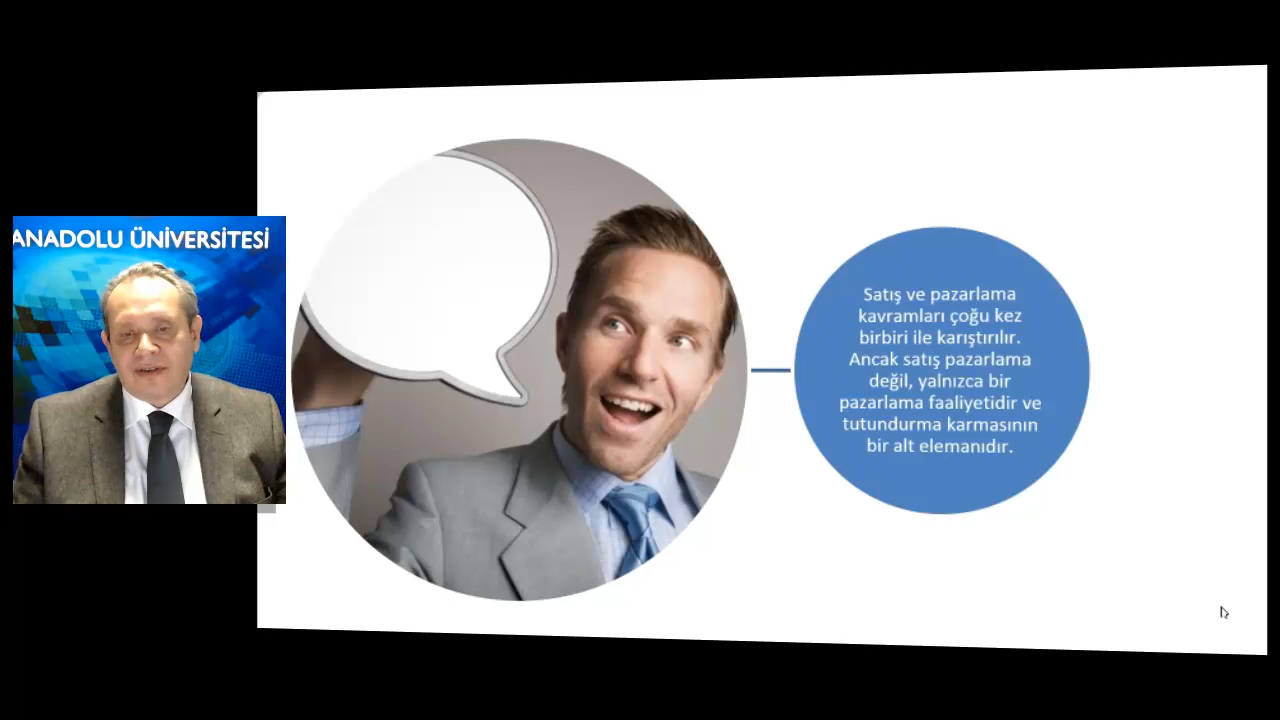 ANADOLU ÜNİVERSİTESİ
Satış ve pazarlama
kavramları çoğu kez
birbiri ile karıştırılır.
Ancak satış pazarlama
değil, yalnızca bir
pazarlama faaliyetidir ve
tutundurma karmasının
bir alt elemanıdır.